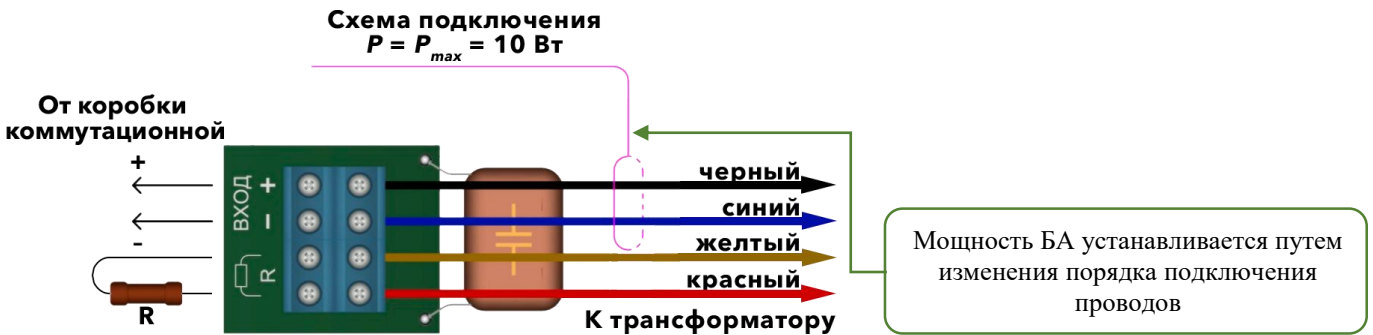 Схема подключения
P = Pmax = 10 Вт
От коробки
коммутационной
+
-
ВХОД
+
–
R
R
черный
синий
желтый
красный
К трансформатору
Мощность БА устанавливается путем
изменения порядка подключения
проводов